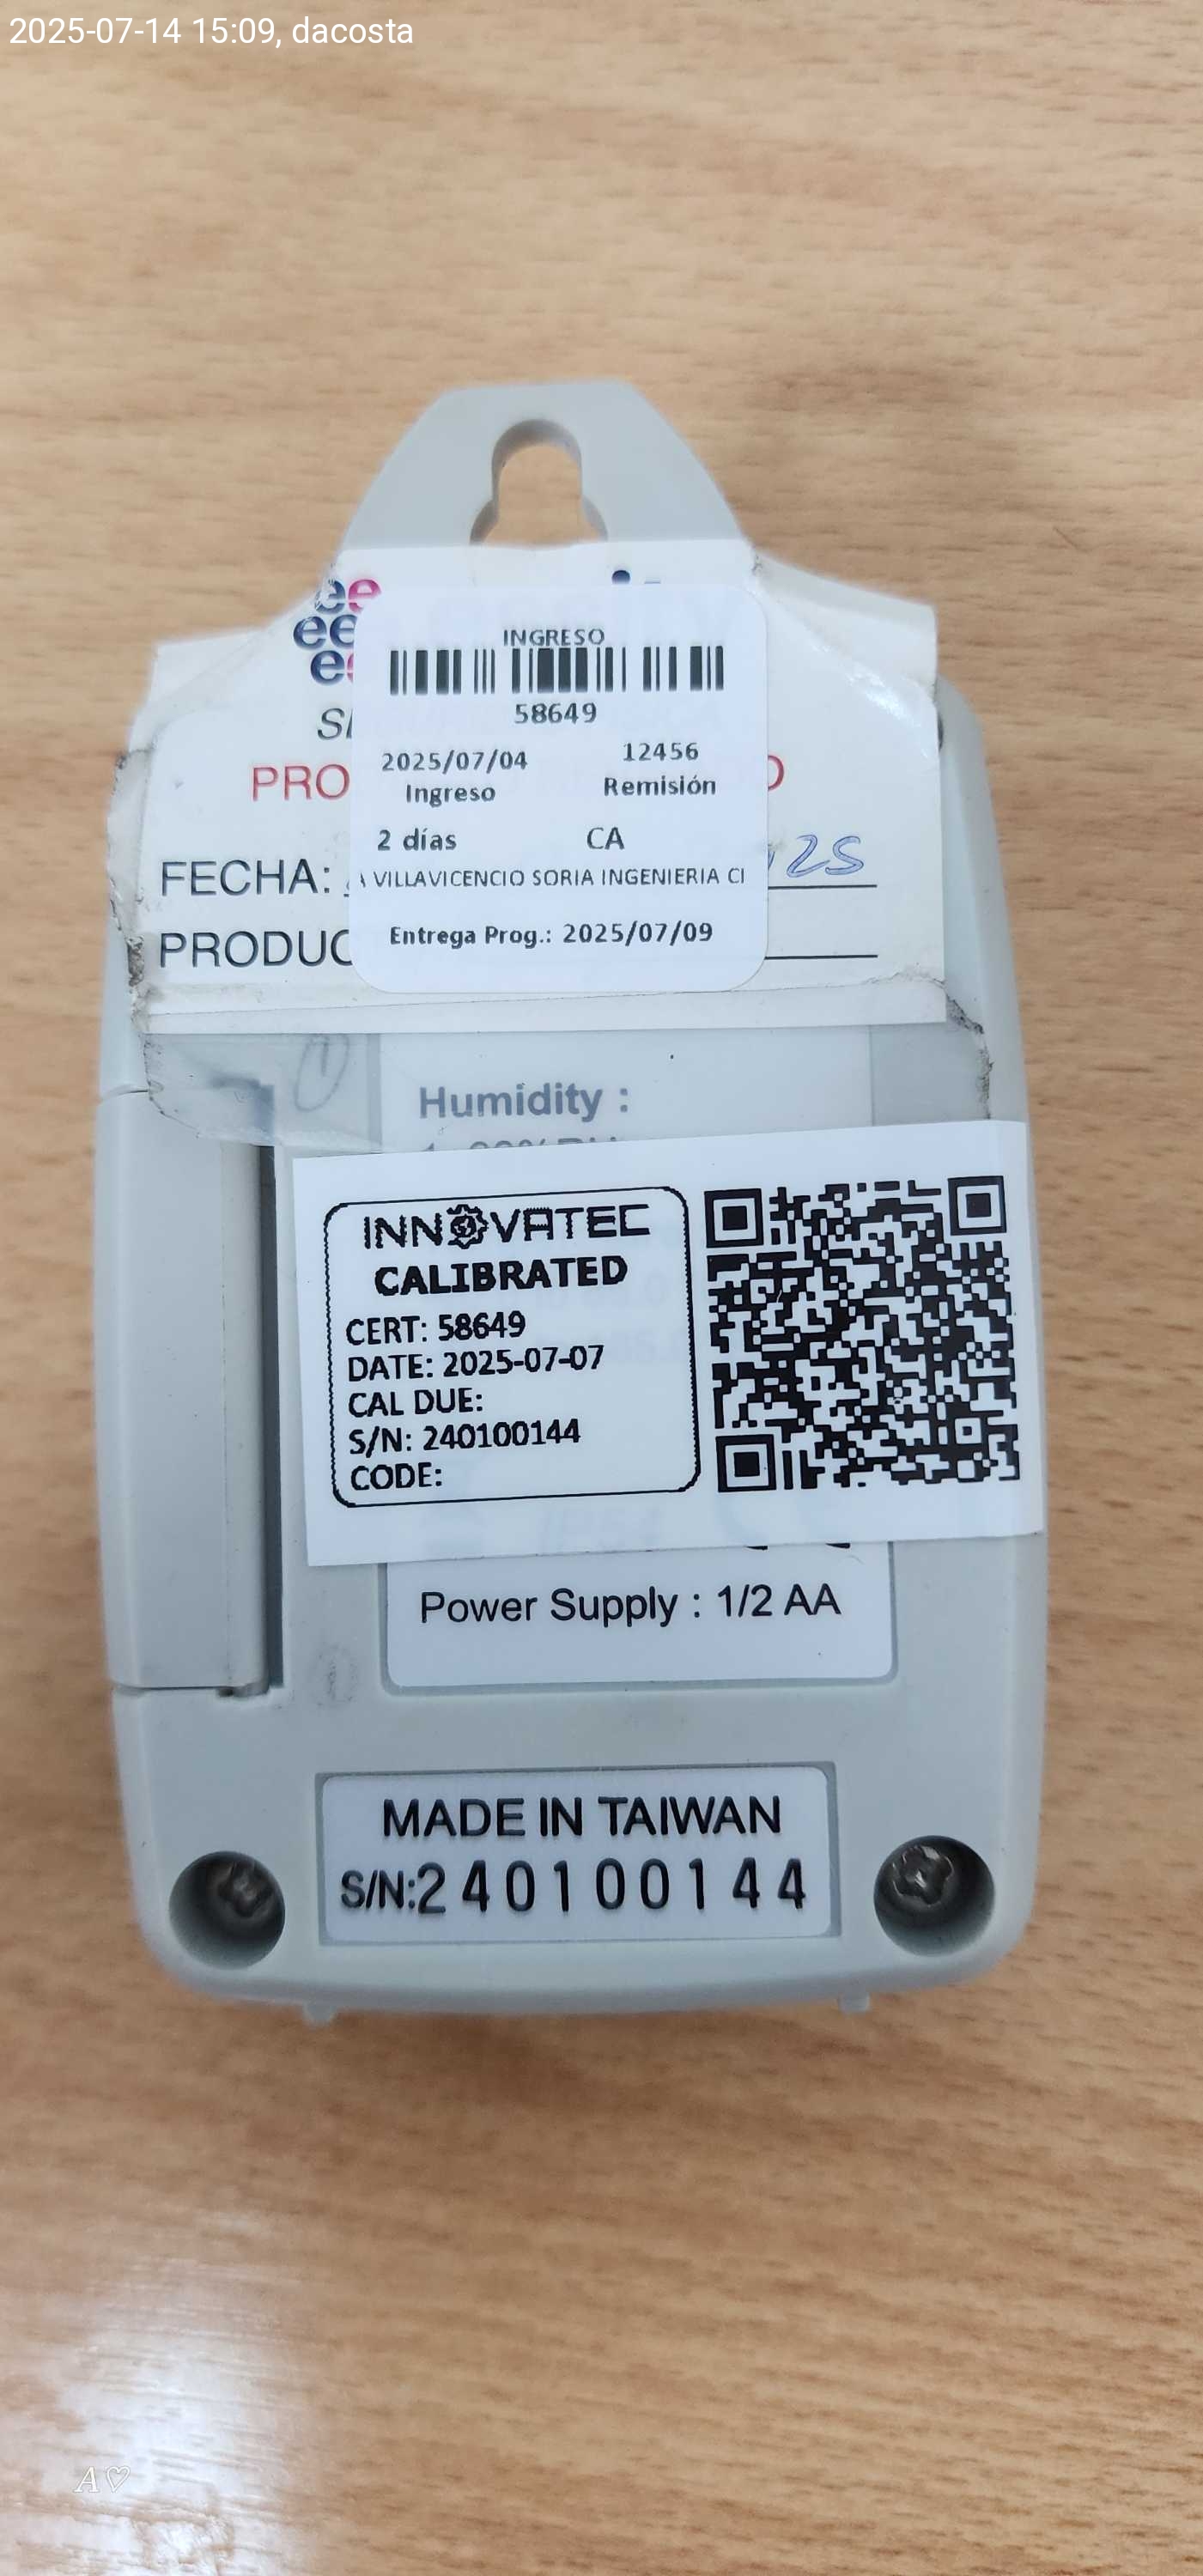 2025-07-14 15:09, dacosta
INGRESO
58649
2025/07/04 12456
Ingreso Remisión
2 días CA
VILLAVICENCIO SORIA INGENIERIA CI
Entrega Prog.: 2025/07/09
FECHA:
Humidity :
INNOVATEC
CALIBRATED
CERT: 58649
DATE: 2025-07-07
CAL DUE:
S/N: 240100144
CODE:
Power Supply : 1/2 AA
MADE IN TAIWAN
S/N:240100144
A♡